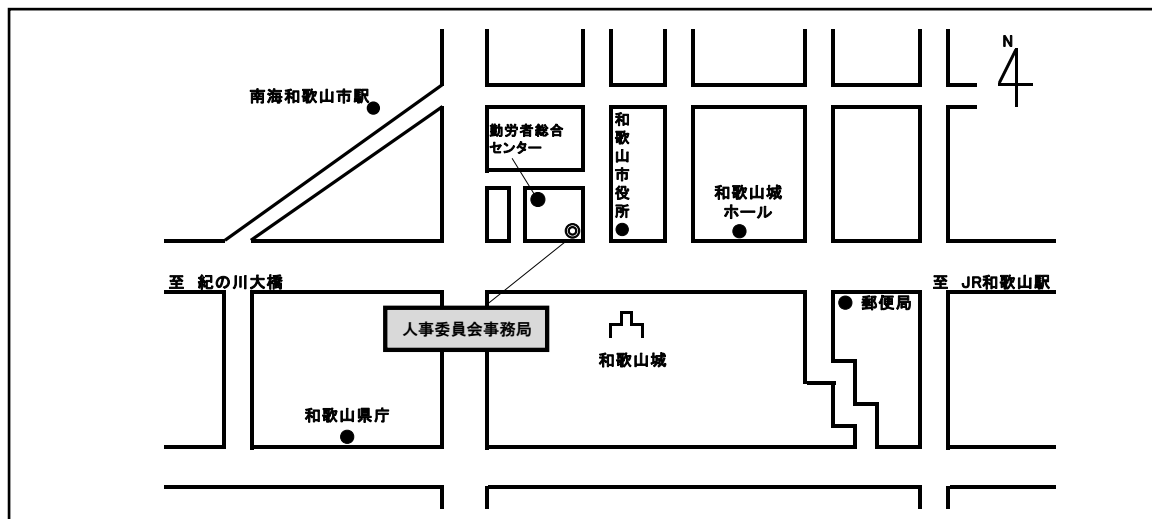 N
南海和歌山市駅
勤労者総合
センター
和歌山市役所
和歌山城
ホール
至 紀の川大橋
至 JR和歌山駅
郵便局
人事委員会事務局
和歌山城
和歌山県庁